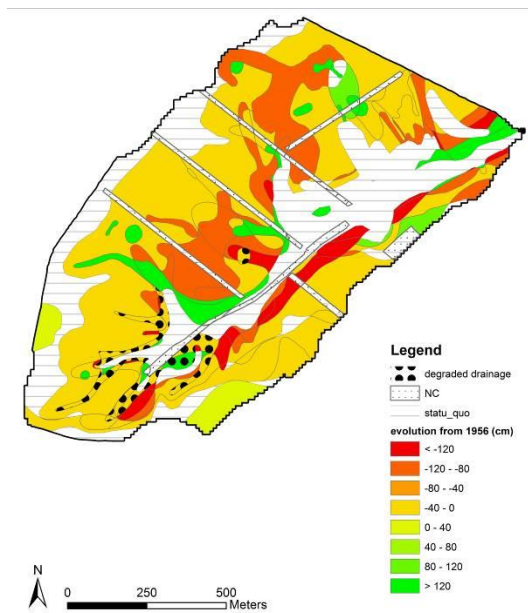 Legend
degraded drainage
NC
statu_quo
evolution from 1956 (cm)
< -120
-120 - -80
-80 - -40
-40 - 0
0 - 40
40 - 80
80 - 120
> 120
N
0 250 500
Meters